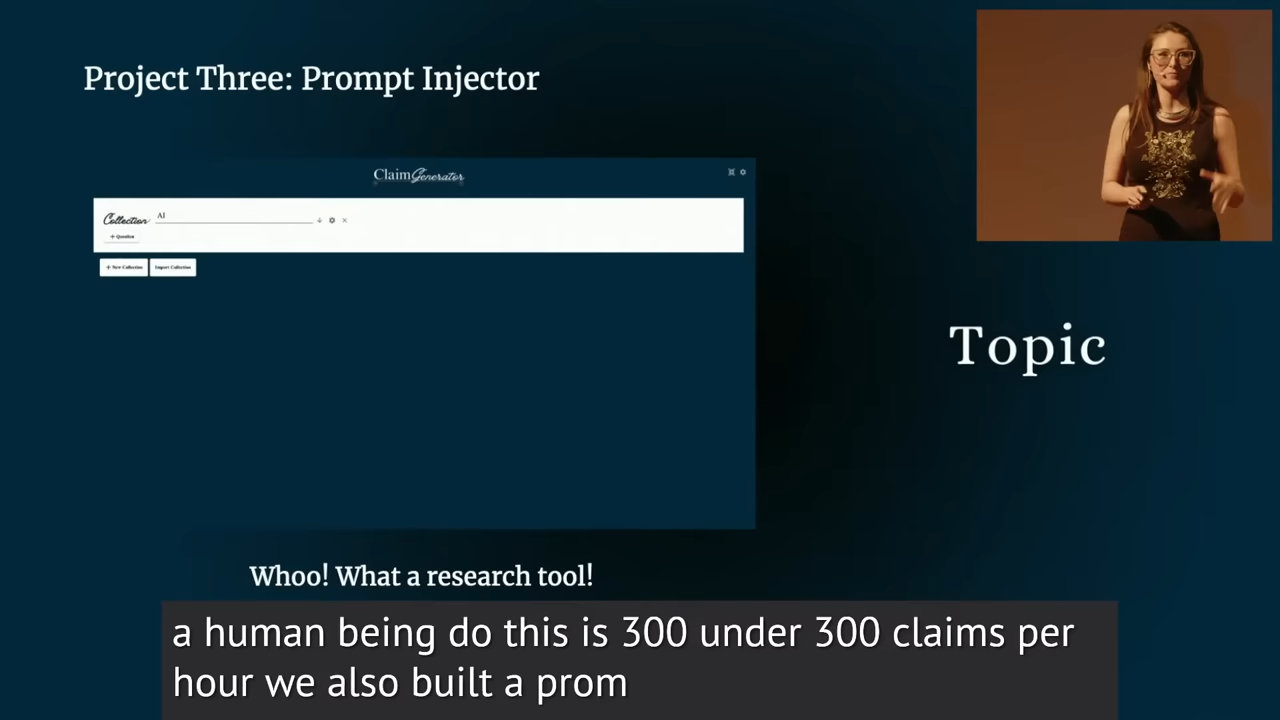 Project Three: Prompt Injector
ClaimGenerator
Collection AI
+ Question
+ New Collection Import Collection
Topic
Whoo! What a research tool!
a human being do this is 300 under 300 claims per
hour we also built a prom